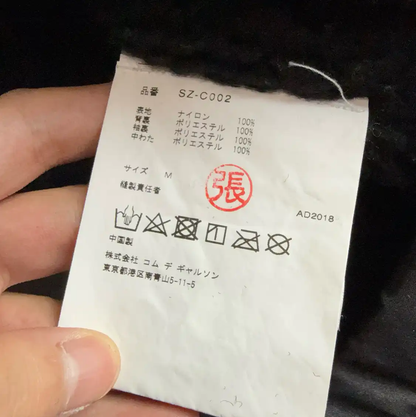 品番 SZ-C002
表地 ナイロン 100%
背裏 ポリエステル 100%
袖裏 ポリエステル 100%
中わた ポリエステル 100%
サイズ M
縫製責任者 張
AD2018
中国製
株式会社 コム デ ギャルソン
東京都港区南青山5-11-5